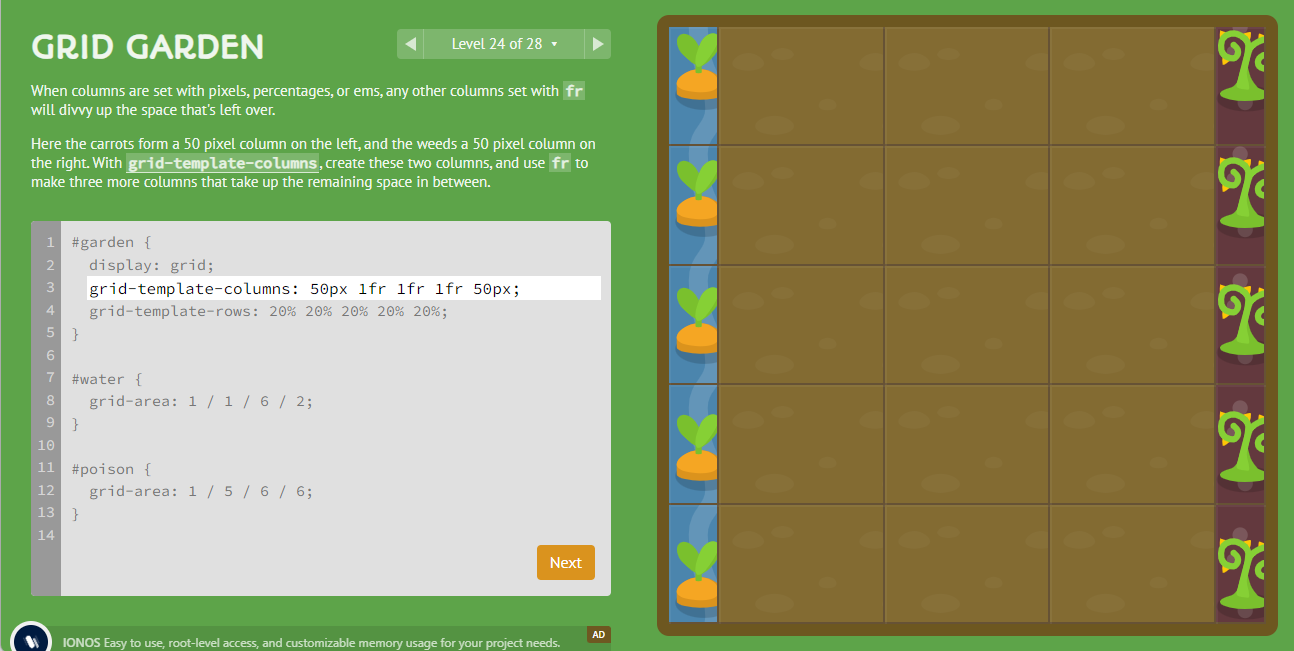 GRID GARDEN
◀ Level 24 of 28 ▾ ▶
When columns are set with pixels, percentages, or ems, any other columns set with fr
will divvy up the space that's left over.
Here the carrots form a 50 pixel column on the left, and the weeds a 50 pixel column on
the right. With grid-template-columns, create these two columns, and use fr to
make three more columns that take up the remaining space in between.
1 #garden {
2 display: grid;
3 grid-template-columns: 50px 1fr 1fr 1fr 50px;
4 grid-template-rows: 20% 20% 20% 20% 20%;
5 }
6
7 #water {
8 grid-area: 1 / 1 / 6 / 2;
9 }
10
11 #poison {
12 grid-area: 1 / 5 / 6 / 6;
13 }
14
Next
AD
IONOS Easy to use, root-level access, and customizable memory usage for your project needs.